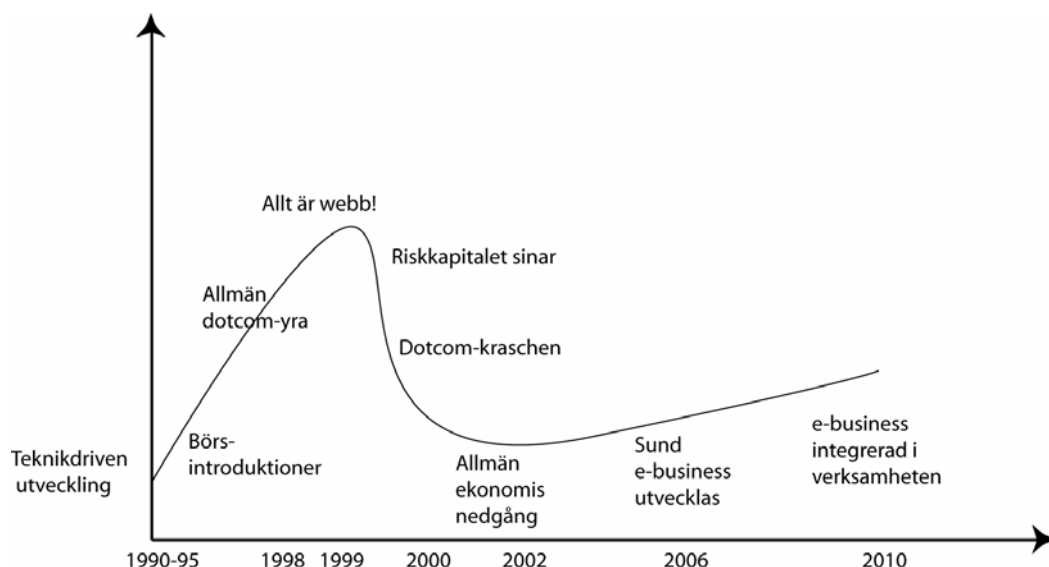 Allt är webb!
Riskkapitalet sinar
Allmän
dotcom-yra
Dotcom-kraschen
Börs-
introduktioner
Teknikdriven
utveckling
Allmän
ekonomis
nedgång
Sund
e-business
utvecklas
e-business
integrerad i
verksamheten
1990-95 1998 1999 2000 2002 2006 2010